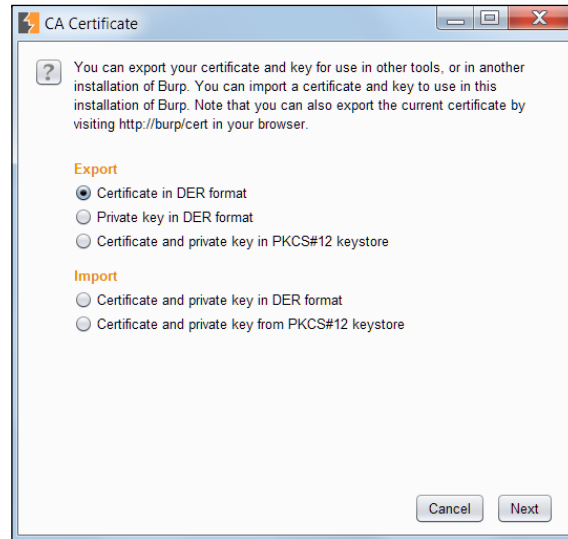 CA Certificate
You can export your certificate and key for use in other tools, or in another
installation of Burp. You can import a certificate and key to use in this
installation of Burp. Note that you can also export the current certificate by
visiting http://burp/cert in your browser.
Export
Certificate in DER format
Private key in DER format
Certificate and private key in PKCS#12 keystore
Import
Certificate and private key in DER format
Certificate and private key from PKCS#12 keystore
Cancel Next